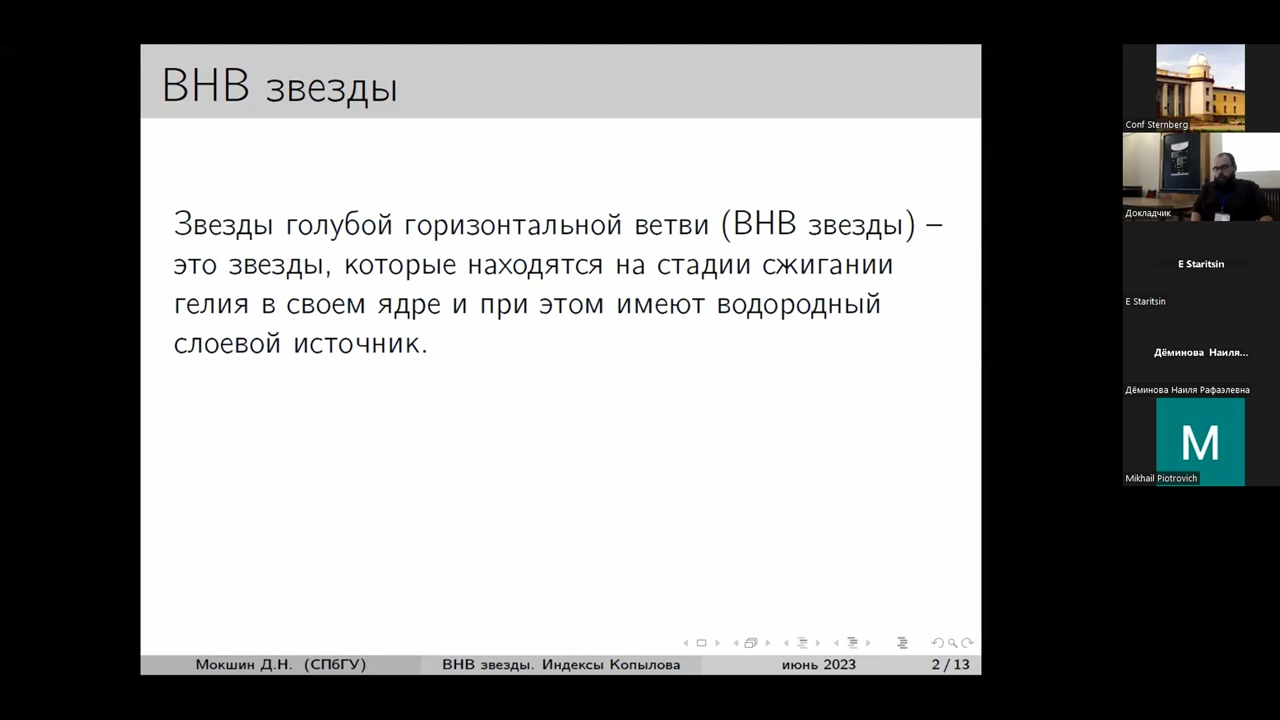 ВНВ звезды
Звезды голубой горизонтальной ветви (ВНВ звезды) –
это звезды, которые находятся на стадии сжигании
гелия в своем ядре и при этом имеют водородный
слоевой источник.
Мокшин Д.Н. (СПбГУ)
ВНВ звезды. Индексы Копылова
июнь 2023
2 / 13
Conf Sternberg
Докладчик
E Staritsin
E Staritsin
Дёминова Наиля...
Дёминова Наиля Рафаэлевна
M
Mikhail Piotrovich